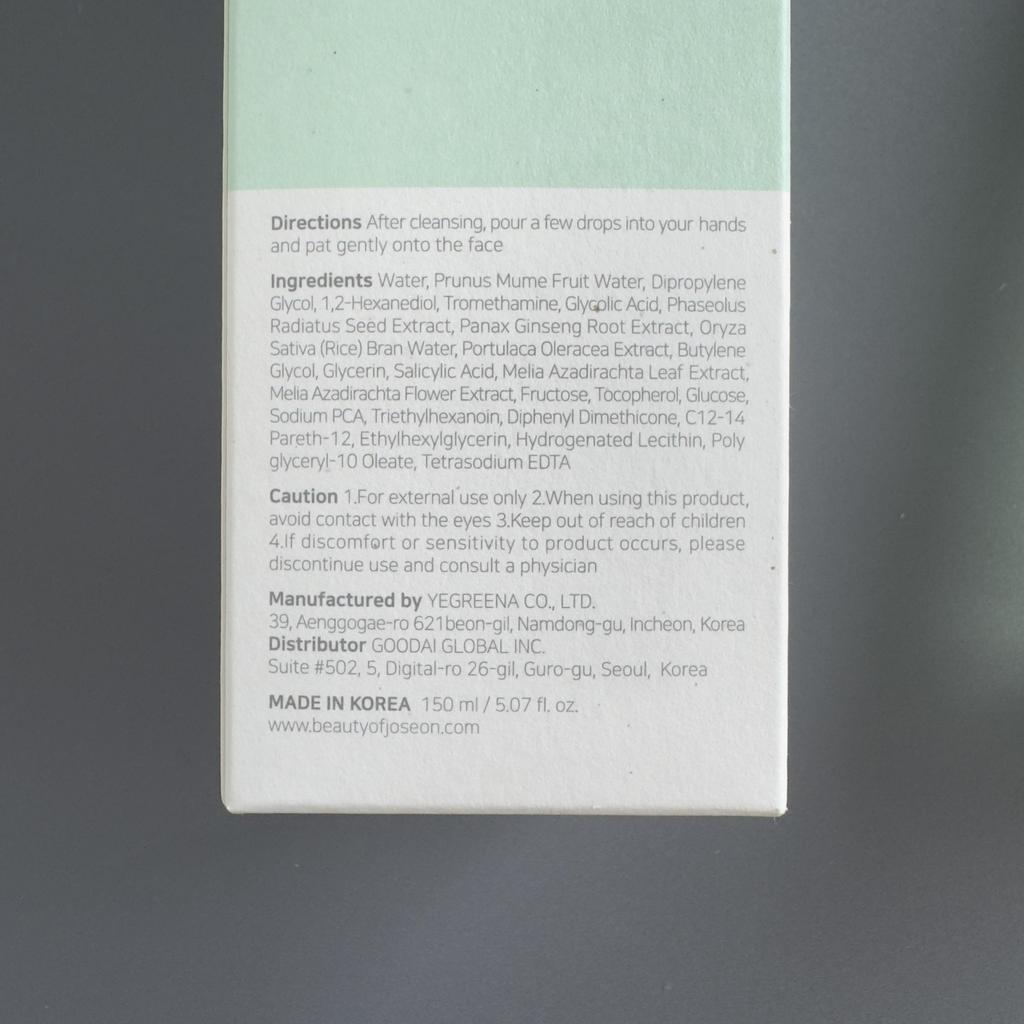 Directions After cleansing, pour a few drops into your hands
and pat gently onto the face
Ingredients Water, Prunus Mume Fruit Water, Dipropylene
Glycol, 1,2-Hexanediol, Tromethamine, Glycolic Acid, Phaseolus
Radiatus Seed Extract, Panax Ginseng Root Extract, Oryza
Sativa (Rice) Bran Water, Portulaca Oleracea Extract, Butylene
Glycol, Glycerin, Salicylic Acid, Melia Azadirachta Leaf Extract,
Melia Azadirachta Flower Extract, Fructose, Tocopherol, Glucose,
Sodium PCA, Triethylhexanoin, Diphenyl Dimethicone, C12-14
Pareth-12, Ethylhexylglycerin, Hydrogenated Lecithin, Poly
glyceryl-10 Oleate, Tetrasodium EDTA
Caution 1.For external use only 2.When using this product,
avoid contact with the eyes 3.Keep out of reach of children
4.If discomfort or sensitivity to product occurs, please
discontinue use and consult a physician
Manufactured by YEGREENA CO., LTD.
39, Aenggogae-ro 621beon-gil, Namdong-gu, Incheon, Korea
Distributor GOODAI GLOBAL INC.
Suite #502, 5, Digital-ro 26-gil, Guro-gu, Seoul, Korea
MADE IN KOREA 150 ml / 5.07 fl. oz.
www.beautyofjoseon.com